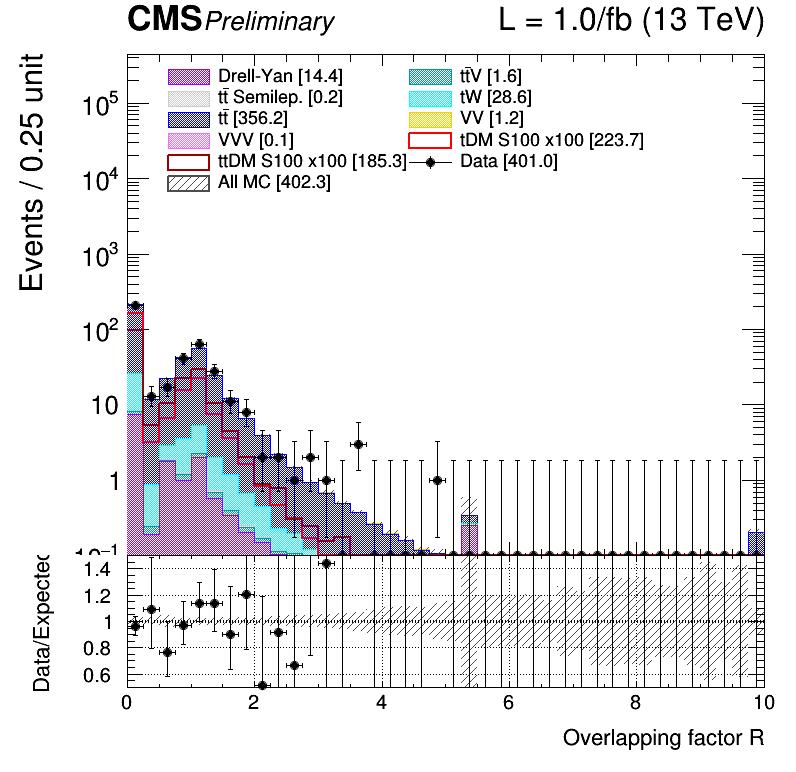 CMS Preliminary L = 1.0/fb (13 TeV)
Events / 0.25 unit
Drell-Yan [14.4] tt̄V [1.6]
tt̄ Semilep. [0.2] tW [28.6]
tt̄ [356.2] VV [1.2]
VVV [0.1] tDM S100 x100 [223.7]
ttDM S100 x100 [185.3] Data [401.0]
All MC [402.3]
10⁵
10⁴
10³
10²
10
1
10⁻¹
Data/Expected
1.4
1.2
1
0.8
0.6
0 2 4 6 8 10
Overlapping factor R